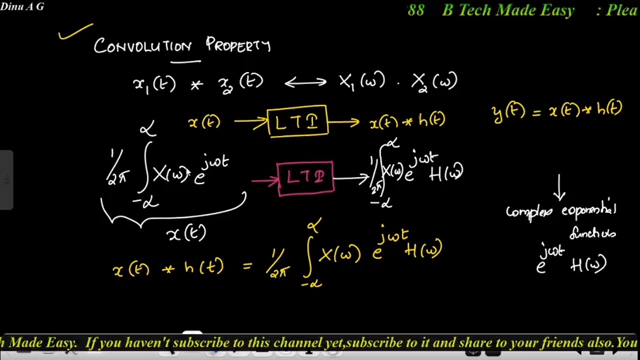 Dinu A G
88 B Tech Made Easy : Plea
CONVOLUTION PROPERTY
x₁(t) * x₂(t) ⟷ X₁(ω) · X₂(ω)
x(t) → LTI → x(t) * h(t)
y(t) = x(t) * h(t)
1/2π ∫_{-α}^{α} X(ω) · e^{jωt} → LTI → 1/2π ∫_{-α}^{α} X(ω) e^{jωt} H(ω)
x(t)
↓
complex exponential
function
e^{jωt} H(ω)
x(t) * h(t) = 1/2π ∫_{-α}^{α} X(ω) e^{jωt} H(ω)
h Made Easy. If you haven't subscribe to this channel yet,subscribe to it and share to your friends also.You